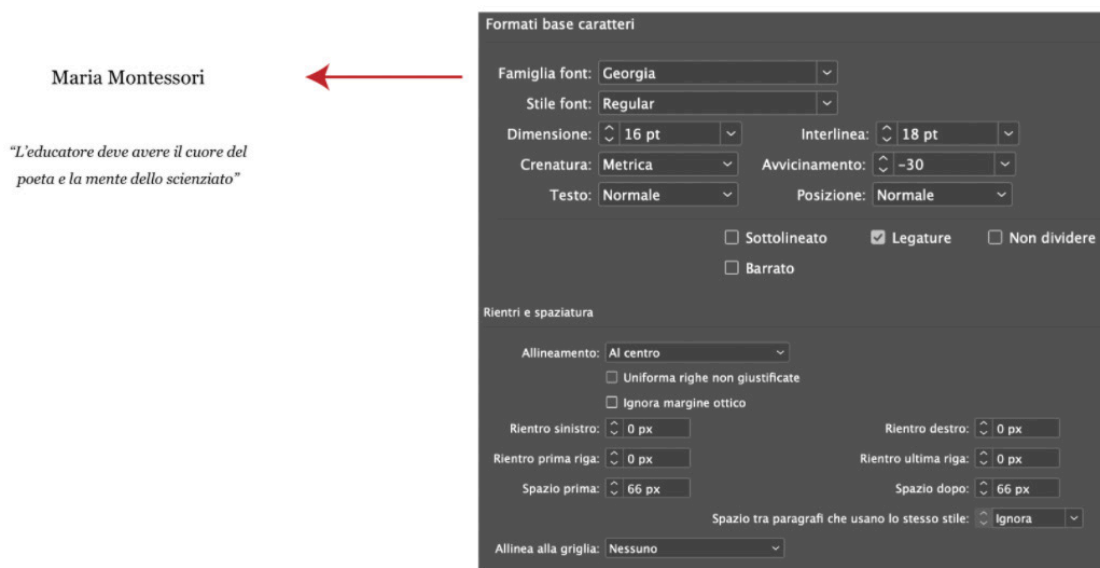 Maria Montessori
“L’educatore deve avere il cuore del
poeta e la mente dello scienziato”
Formati base caratteri
Famiglia font: Georgia
Stile font: Regular
Dimensione: 16 pt Interlinea: 18 pt
Crenatura: Metrica Avvicinamento: -30
Testo: Normale Posizione: Normale
Sottolineato Legature Non dividere
Barrato
Rientri e spaziatura
Allineamento: Al centro
Uniforma righe non giustificate
Ignora margine ottico
Rientro sinistro: 0 px Rientro destro: 0 px
Rientro prima riga: 0 px Rientro ultima riga: 0 px
Spazio prima: 66 px Spazio dopo: 66 px
Spazio tra paragrafi che usano lo stesso stile: Ignora
Allinea alla griglia: Nessuno